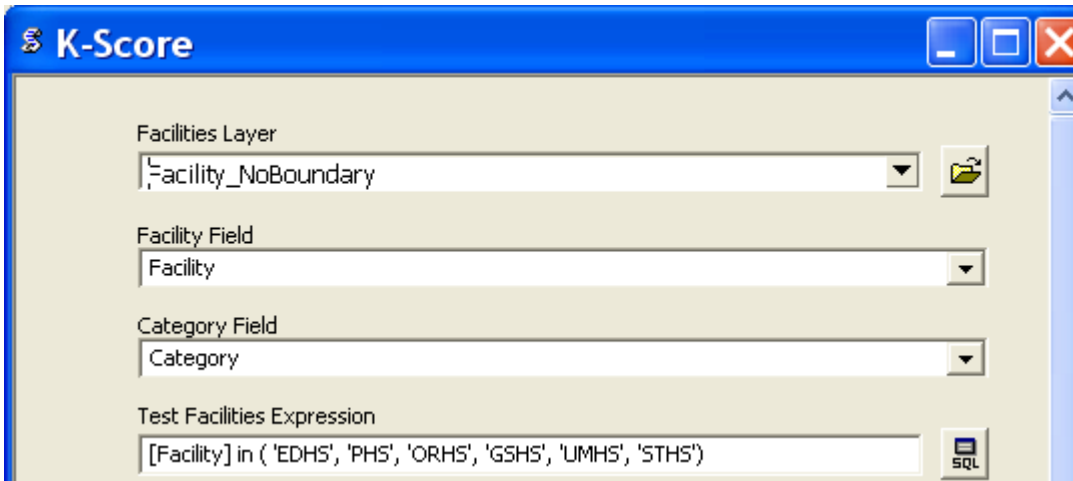 K-Score
Facilities Layer
Facility_NoBoundary
Facility Field
Facility
Category Field
Category
Test Facilities Expression
[Facility] in ( 'EDHS', 'PHS', 'ORHS', 'GSHS', 'UMHS', 'STHS')
SQL